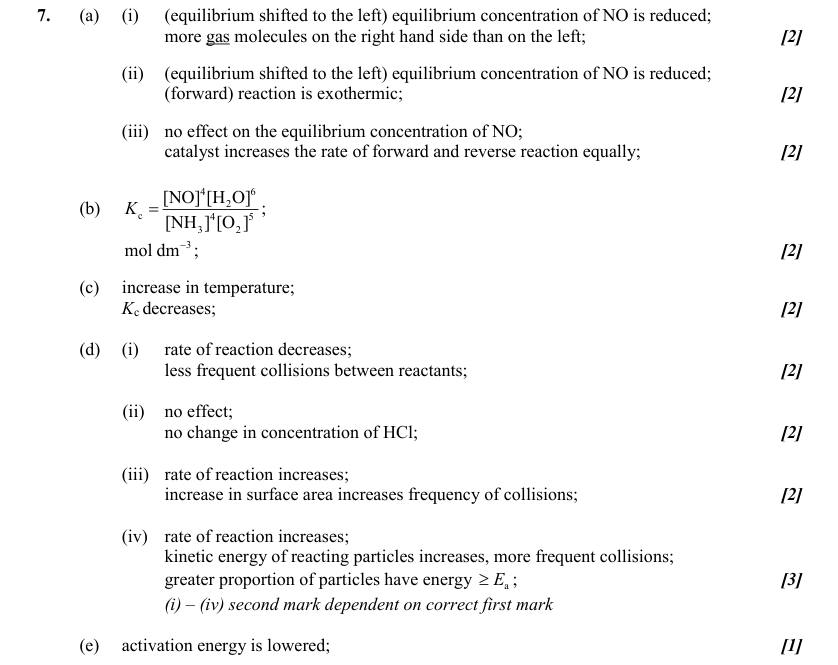 7. (a) (i) (equilibrium shifted to the left) equilibrium concentration of NO is reduced;
more gas molecules on the right hand side than on the left; [2]
(ii) (equilibrium shifted to the left) equilibrium concentration of NO is reduced;
(forward) reaction is exothermic; [2]
(iii) no effect on the equilibrium concentration of NO;
catalyst increases the rate of forward and reverse reaction equally; [2]
(b) K_c = [NO]⁴[H₂O]⁶ / [NH₃]⁴[O₂]⁵ ;
mol dm⁻³ ; [2]
(c) increase in temperature;
K_c decreases; [2]
(d) (i) rate of reaction decreases;
less frequent collisions between reactants; [2]
(ii) no effect;
no change in concentration of HCl; [2]
(iii) rate of reaction increases;
increase in surface area increases frequency of collisions; [2]
(iv) rate of reaction increases;
kinetic energy of reacting particles increases, more frequent collisions;
greater proportion of particles have energy ≥ Eₐ ; [3]
(i) – (iv) second mark dependent on correct first mark
(e) activation energy is lowered; [1]